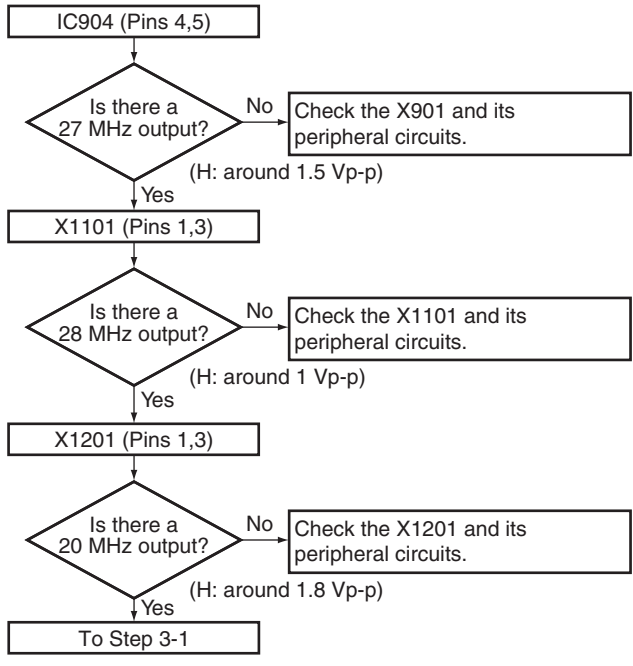 IC904 (Pins 4,5)
Is there a
27 MHz output?
No
Check the X901 and its
peripheral circuits.
(H: around 1.5 Vp-p)
Yes
X1101 (Pins 1,3)
Is there a
28 MHz output?
No
Check the X1101 and its
peripheral circuits.
(H: around 1 Vp-p)
Yes
X1201 (Pins 1,3)
Is there a
20 MHz output?
No
Check the X1201 and its
peripheral circuits.
(H: around 1.8 Vp-p)
Yes
To Step 3-1